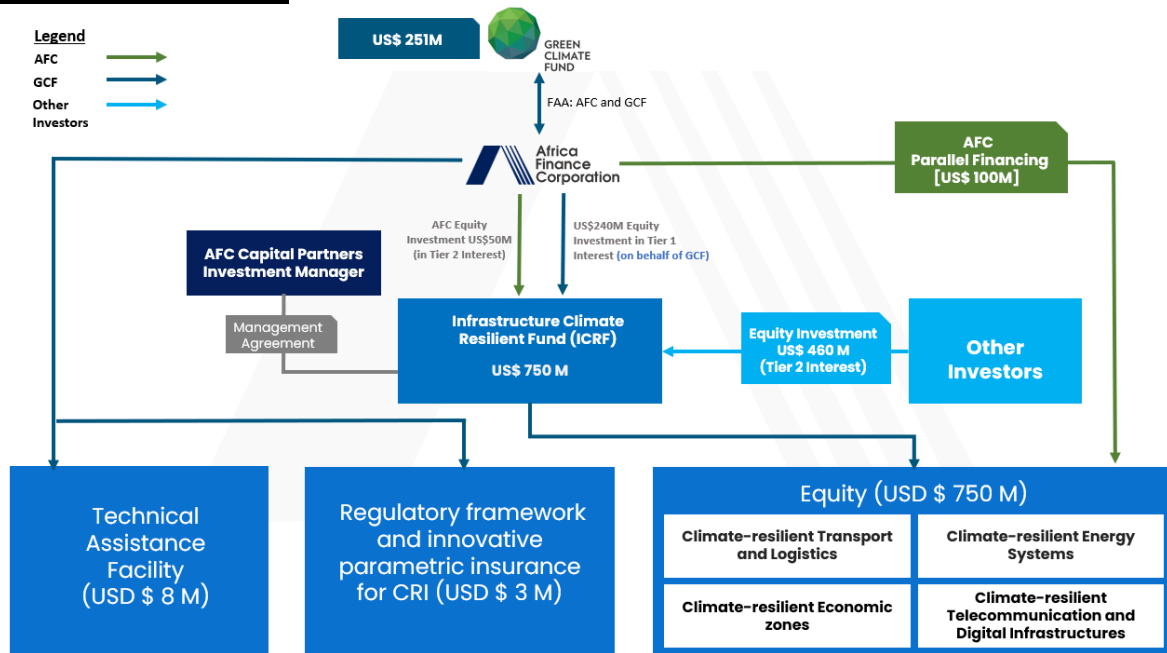 Legend
AFC
GCF
Other
Investors
US$ 251M
GREEN
CLIMATE
FUND
FAA: AFC and GCF
Africa
Finance
Corporation
AFC
Parallel Financing
[US$ 100M]
AFC Equity
Investment US$50M
(in Tier 2 Interest)
US$240M Equity
Investment in Tier 1
Interest (on behalf of GCF)
AFC Capital Partners
Investment Manager
Management
Agreement
Infrastructure Climate
Resilient Fund (ICRF)
US$ 750 M
Equity Investment
US$ 460 M
(Tier 2 Interest)
Other
Investors
Technical
Assistance
Facility
(USD $ 8 M)
Regulatory framework
and innovative
parametric insurance
for CRI (USD $ 3 M)
Equity (USD $ 750 M)
Climate-resilient Transport
and Logistics
Climate-resilient Energy
Systems
Climate-resilient Economic
zones
Climate-resilient
Telecommunication and
Digital Infrastructures